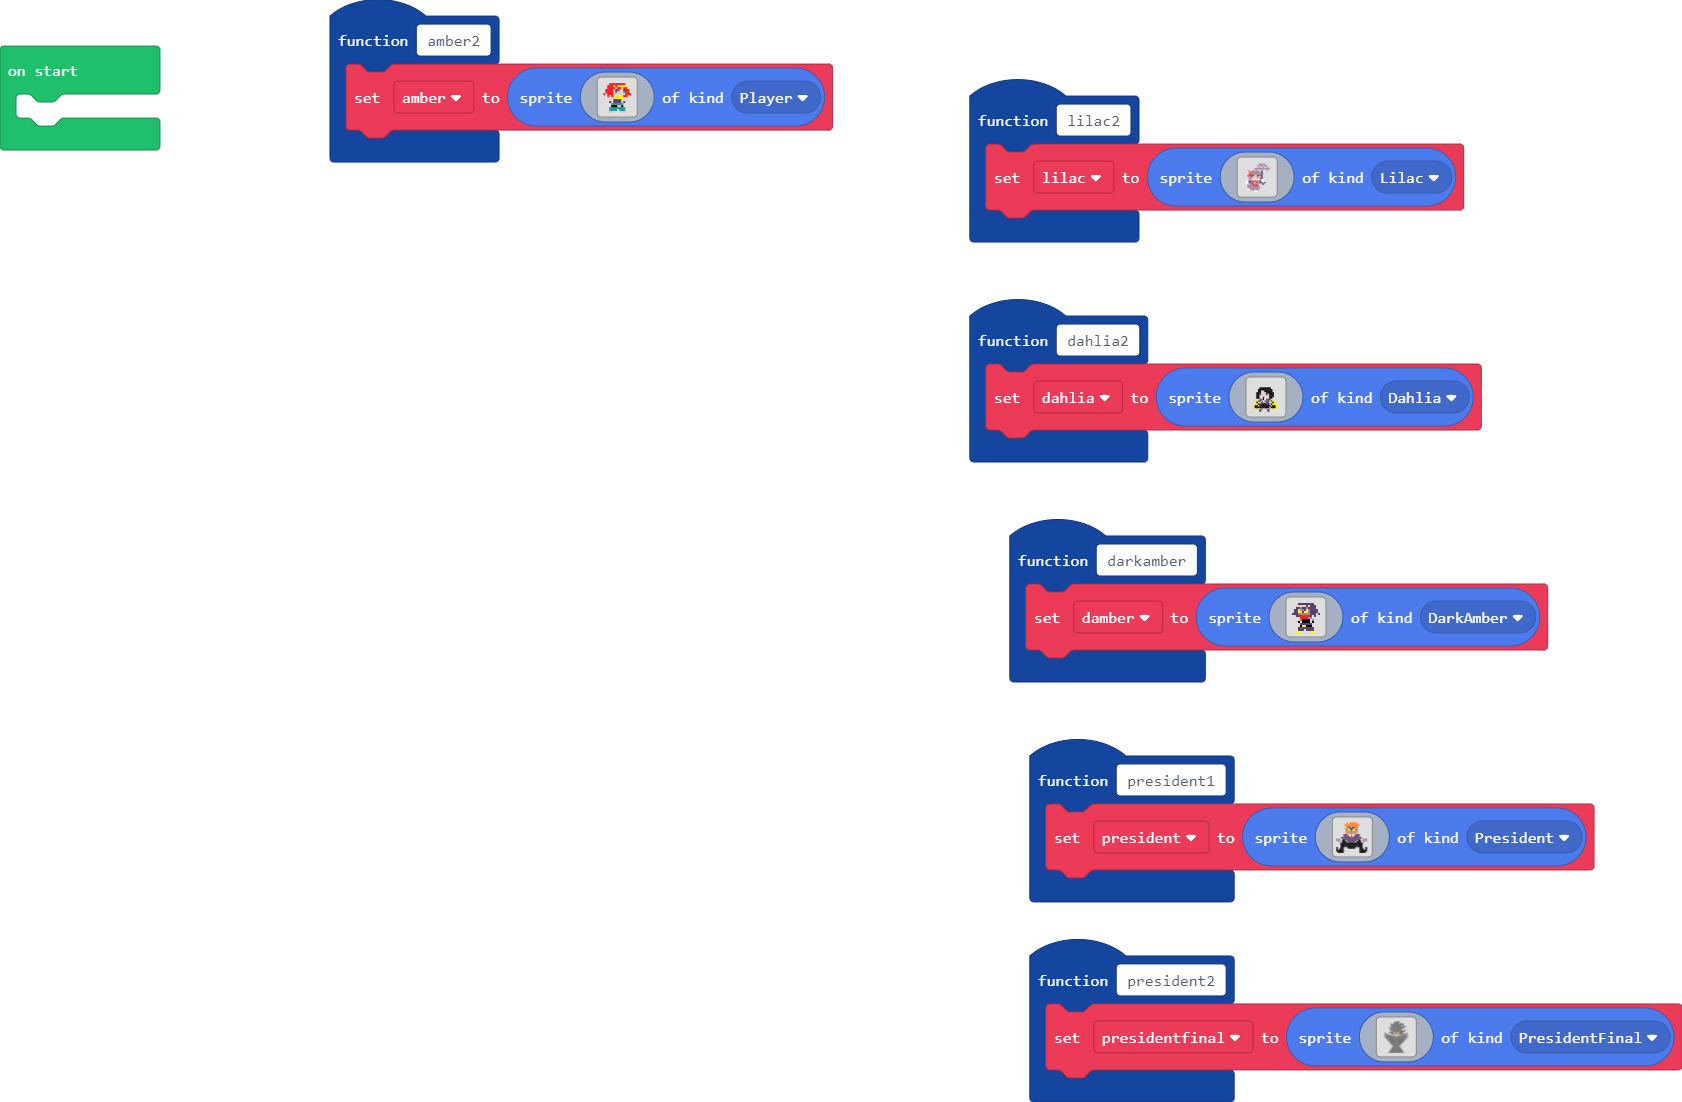 on start
function amber2
set amber to sprite of kind Player
function lilac2
set lilac to sprite of kind Lilac
function dahlia2
set dahlia to sprite of kind Dahlia
function darkamber
set damber to sprite of kind DarkAmber
function president1
set president to sprite of kind President
function president2
set presidentfinal to sprite of kind PresidentFinal